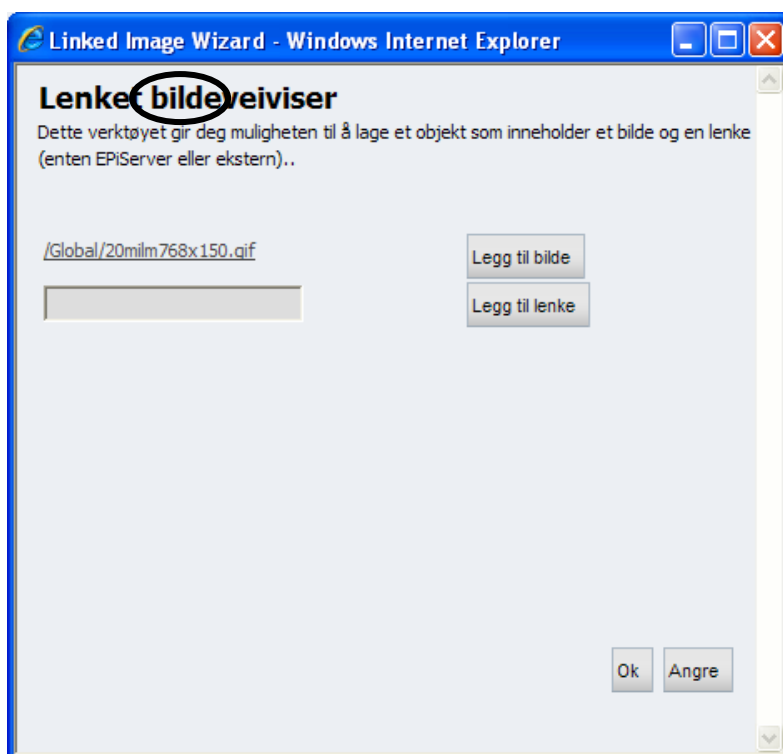 Linked Image Wizard - Windows Internet Explorer
Lenket bildeveiviser
Dette verktøyet gir deg muligheten til å lage et objekt som inneholder et bilde og en lenke
(enten EPiServer eller ekstern)..
/Global/20milm768x150.gif
Legg til bilde
Legg til lenke
Ok Angre